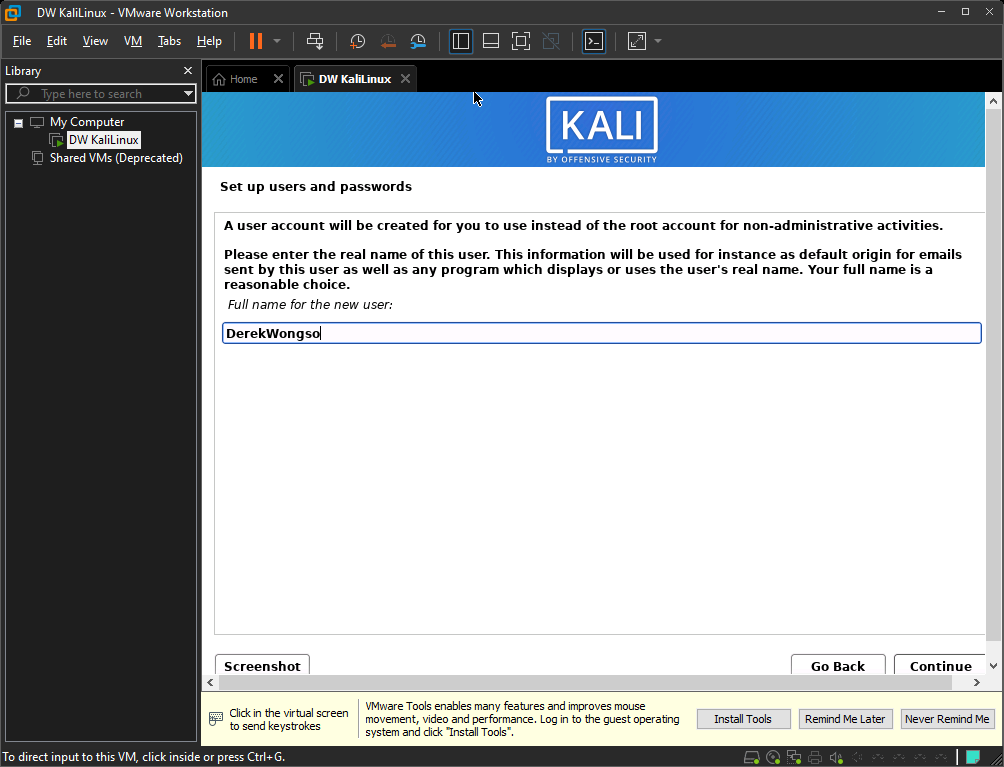 DW KaliLinux - VMware Workstation
File Edit View VM Tabs Help
Library
Home
DW KaliLinux
Type here to search
My Computer
DW KaliLinux
Shared VMs (Deprecated)
KALI
BY OFFENSIVE SECURITY
Set up users and passwords
A user account will be created for you to use instead of the root account for non-administrative activities.
Please enter the real name of this user. This information will be used for instance as default origin for emails
sent by this user as well as any program which displays or uses the user's real name. Your full name is a
reasonable choice.
Full name for the new user:
DerekWongso
Screenshot
Go Back
Continue
Click in the virtual screen
to send keystrokes
VMware Tools enables many features and improves mouse
movement, video and performance. Log in to the guest operating
system and click "Install Tools".
Install Tools
Remind Me Later
Never Remind Me
To direct input to this VM, click inside or press Ctrl+G.